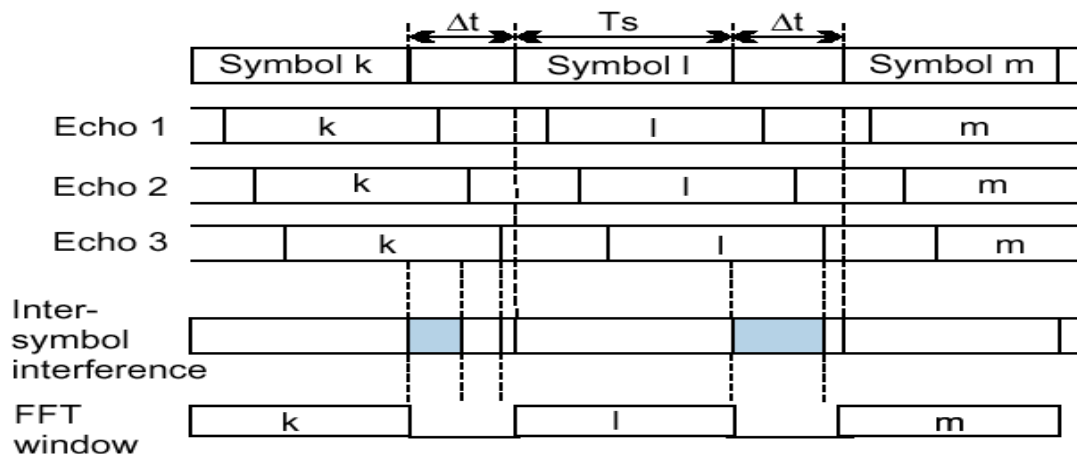 Δt Ts Δt
Symbol k Symbol l Symbol m
Echo 1 k l m
Echo 2 k l m
Echo 3 k l m
Inter-
symbol
interference
FFT
window
k l m